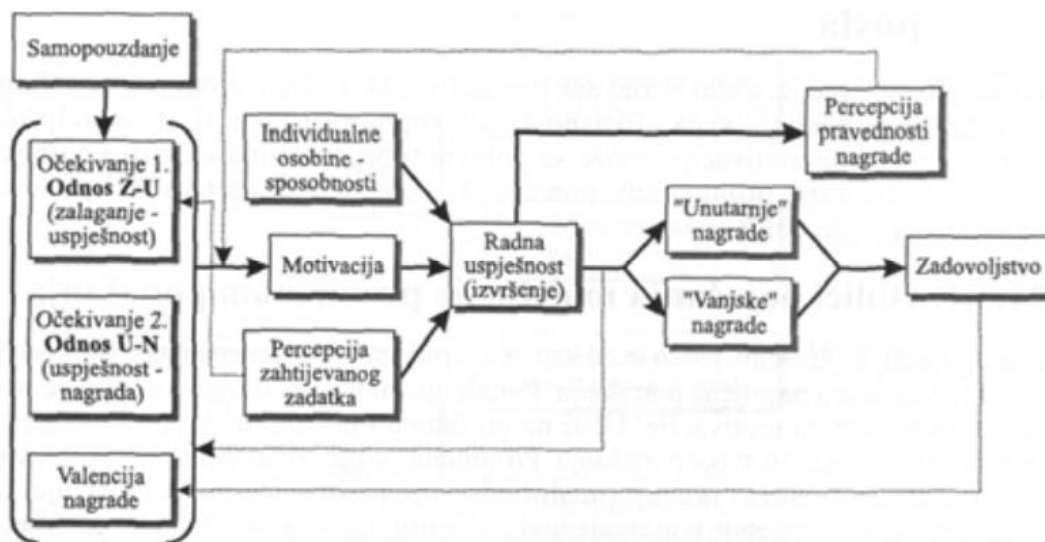 Samopouzdanje
Očekivanje 1.
Odnos Z-U
(zalaganje -
uspješnost)
Očekivanje 2.
Odnos U-N
(uspješnost -
nagrada)
Valencija
nagrade
Individualne
osobine -
sposobnosti
Motivacija
Percepcija
zahtijevanog
zadatka
Radna
uspješnost
(izvršenje)
Percepcija
pravednosti
nagrade
"Unutarnje"
nagrade
"Vanjske"
nagrade
Zadovoljstvo